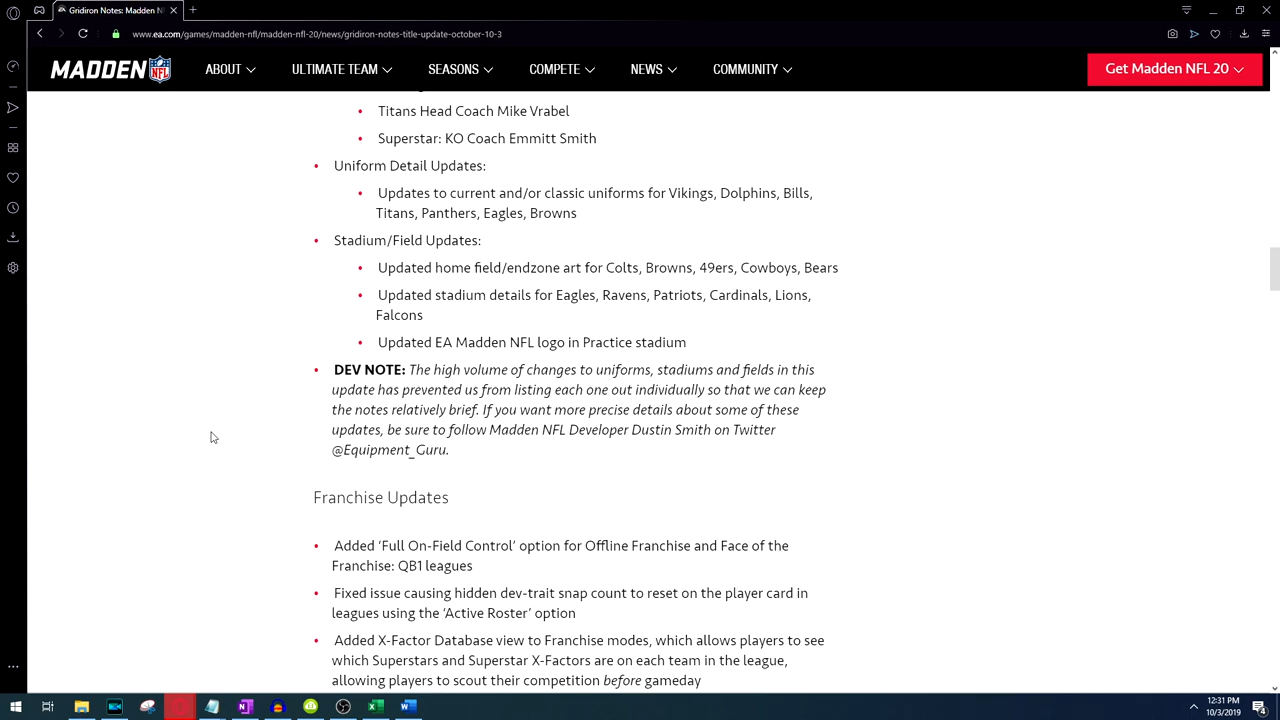 Gridiron Notes: Madden N
www.ea.com/games/madden-nfl/madden-nfl-20/news/gridiron-notes-title-update-october-10-3
MADDEN NFL ABOUT ULTIMATE TEAM SEASONS COMPETE NEWS COMMUNITY Get Madden NFL 20
• Titans Head Coach Mike Vrabel
• Superstar: KO Coach Emmitt Smith
• Uniform Detail Updates:
• Updates to current and/or classic uniforms for Vikings, Dolphins, Bills,
Titans, Panthers, Eagles, Browns
• Stadium/Field Updates:
• Updated home field/endzone art for Colts, Browns, 49ers, Cowboys, Bears
• Updated stadium details for Eagles, Ravens, Patriots, Cardinals, Lions,
Falcons
• Updated EA Madden NFL logo in Practice stadium
• DEV NOTE: The high volume of changes to uniforms, stadiums and fields in this
update has prevented us from listing each one out individually so that we can keep
the notes relatively brief. If you want more precise details about some of these
updates, be sure to follow Madden NFL Developer Dustin Smith on Twitter
@Equipment_Guru.
Franchise Updates
• Added ‘Full On-Field Control’ option for Offline Franchise and Face of the
Franchise: QB1 leagues
• Fixed issue causing hidden dev-trait snap count to reset on the player card in
leagues using the ‘Active Roster’ option
• Added X-Factor Database view to Franchise modes, which allows players to see
which Superstars and Superstar X-Factors are on each team in the league,
allowing players to scout their competition before gameday
12:31 PM
10/3/2019
4